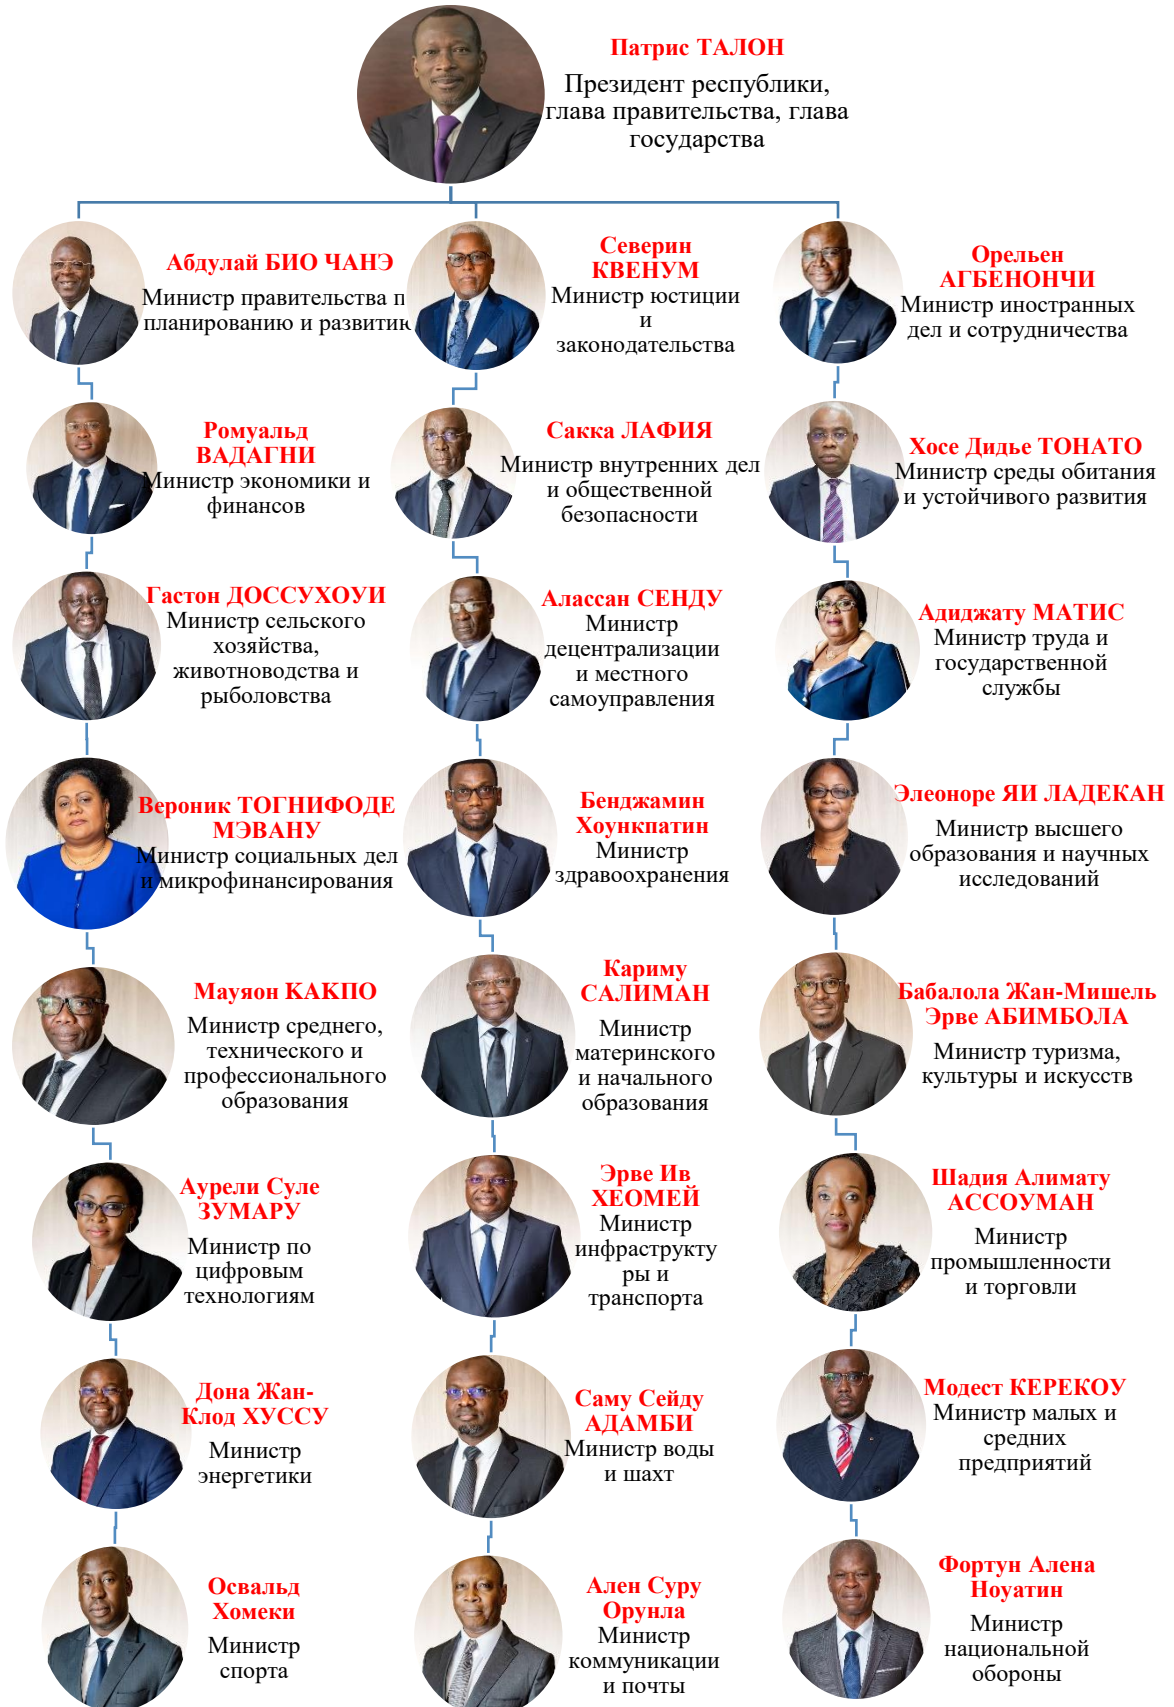 Патрис ТАЛОН
Президент республики,
глава правительства, глава
государства
Абдулай БИО ЧАНЭ
Министр правительства п
планированию и развитик
Северин
КВЕНУМ
Министр юстиции
и
законодательства
Орельен
АГБЕНОНЧИ
Министр иностранных
дел и сотрудничества
Ромуальд
ВАДАГНИ
Министр экономики и
финансов
Сакка ЛАФИЯ
Министр внутренних дел
и общественной
безопасности
Хосе Дидье ТОНАТО
Министр среды обитания
и устойчивого развития
Гастон ДОССУХОУИ
Министр сельского
хозяйства,
животноводства и
рыболовства
Алассан СЕНДУ
Министр
децентрализации
и местного
самоуправления
Адиджату МАТИС
Министр труда и
государственной
службы
Вероник ТОГНИФОДЕ
МЭВАНУ
Министр социальных дел
и микрофинансирования
Бенджамин
Хоункпатин
Министр
здравоохранения
Элеоноре ЯИ ЛАДЕКАН
Министр высшего
образования и научных
исследований
Мауяон КАКПО
Министр среднего,
технического и
профессионального
образования
Кариму
САЛИМАН
Министр
материнского
и начального
образования
Бабалола Жан-Мишель
Эрве АБИМБОЛА
Министр туризма,
культуры и искусств
Аурели Суле
ЗУМАРУ
Министр по
цифровым
технологиям
Эрве Ив
ХЕОМЕЙ
Министр
инфраструкту
ры и
транспорта
Шадия Алимату
АССОУМАН
Министр
промышленности
и торговли
Дона Жан-
Клод ХУССУ
Министр
энергетики
Саму Сейду
АДАМБИ
Министр воды
и шахт
Модест КЕРЕКОУ
Министр малых и
средних
предприятий
Освальд
Хомеки
Министр
спорта
Ален Суру
Орунла
Министр
коммуникации
и почты
Фортун Алена
Ноуатин
Министр
национальной
обороны